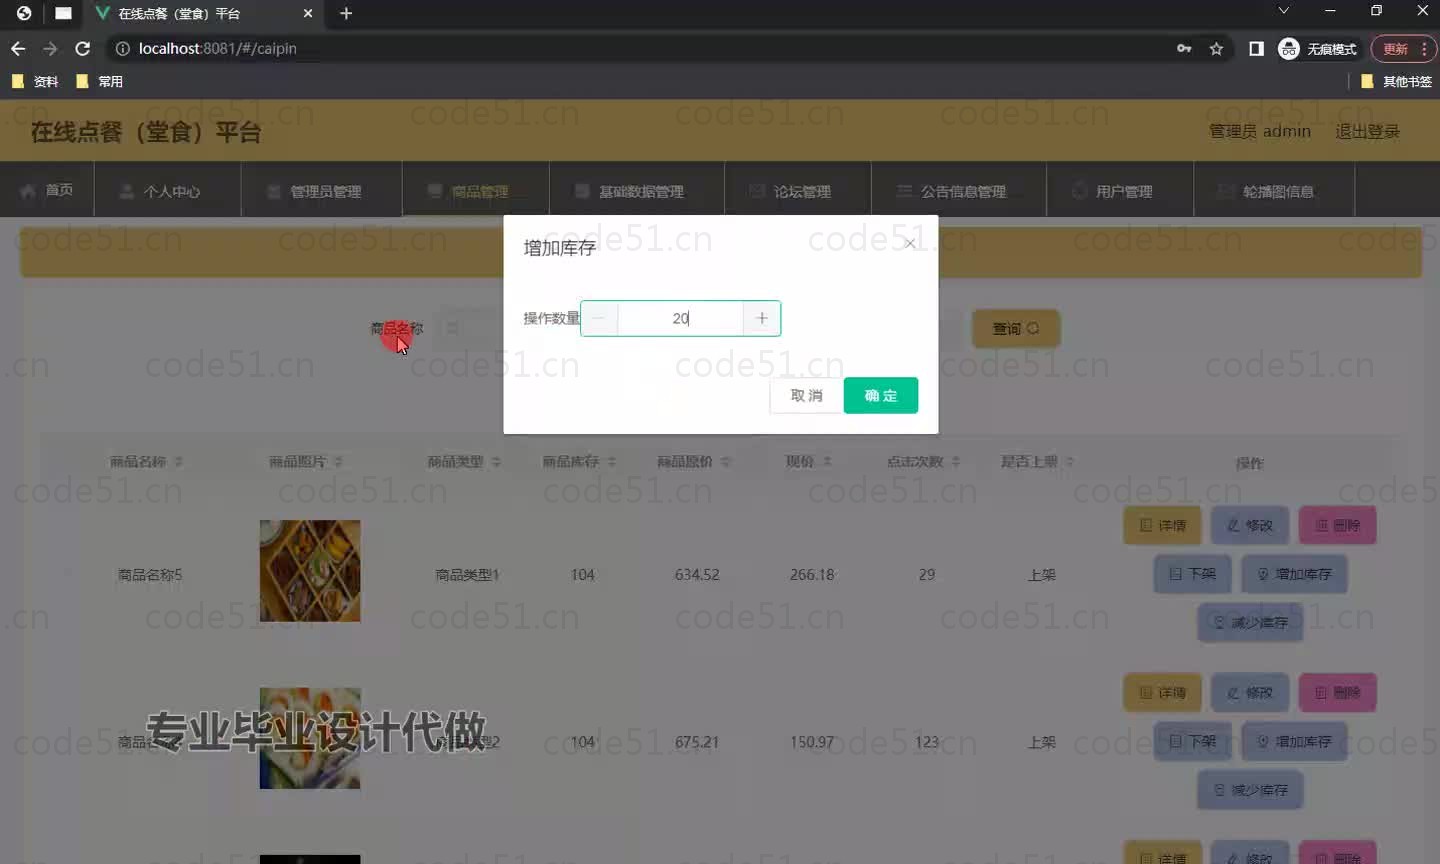 在线点餐（堂食）平台
localhost:8081/#/caipin
无痕模式
更新
资料
常用
其他书签
在线点餐（堂食）平台
管理员 admin
退出登录
首页
个人中心
管理员管理
商品管理
基础数据管理
论坛管理
公告信息管理
用户管理
轮播图信息
增加库存
操作数量
20
取消
确定
商品名称
查询
商品名称 商品照片 商品类型 商品库存 商品原价 现价 点击次数 是否上架 操作
商品名称5 商品类型1 104 634.52 266.18 29 上架
详情 修改 删除
下架 增加库存
减少库存
104 675.21 150.97 123 上架
详情 修改 删除
下架 增加库存
减少库存
专业毕业设计代做
详情 修改 删除
code51.cn